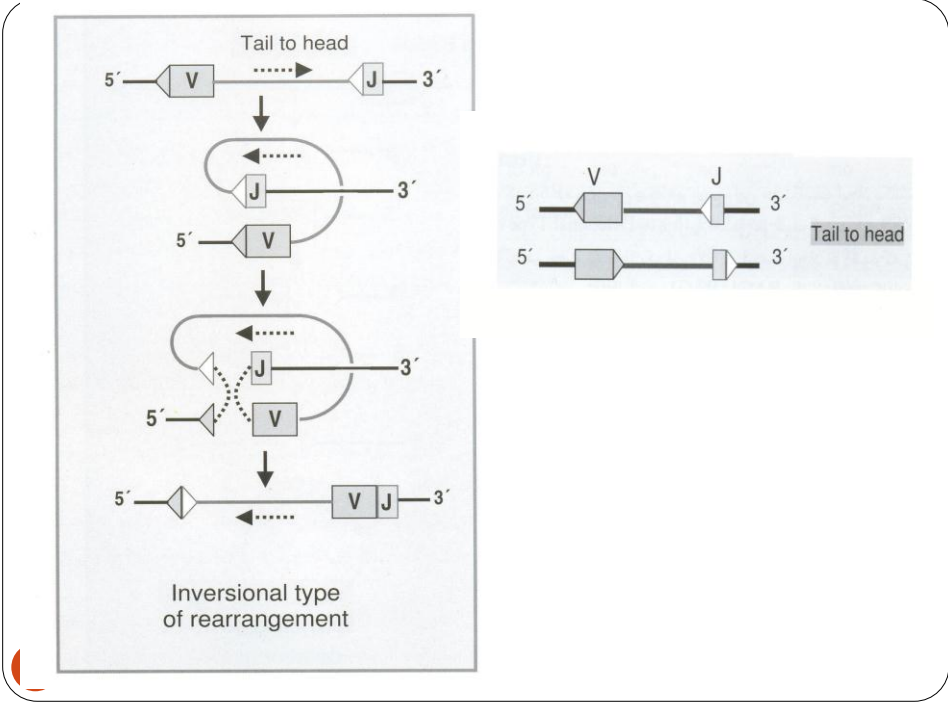 Tail to head
5´ V J 3´
J 3´
5´ V
J 3´
5´ V
5´ V J 3´
Inversional type
of rearrangement
V J
5´ 3´
Tail to head
5´ 3´